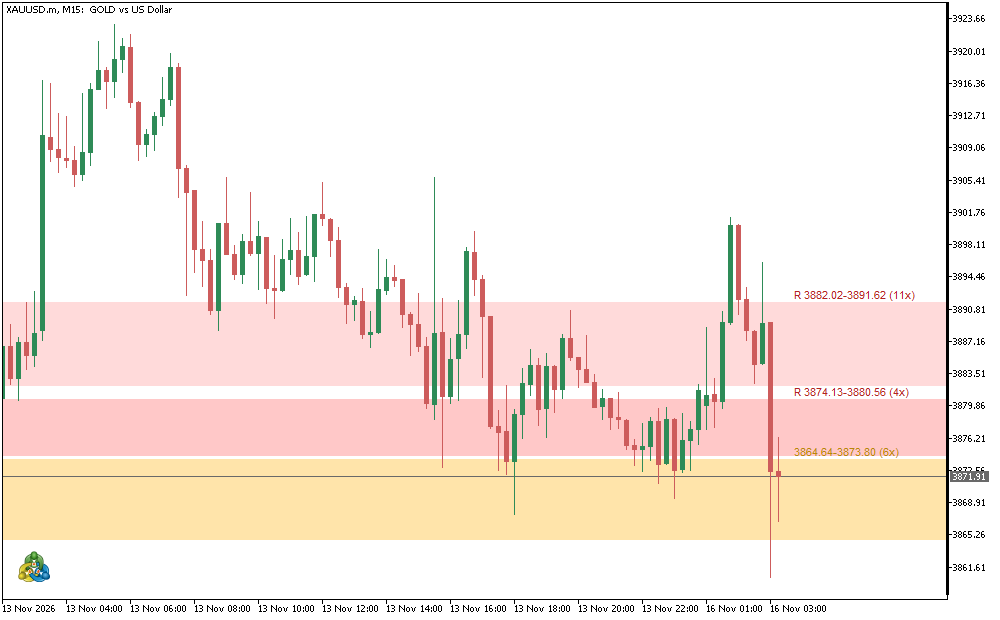 XAUUSD.m, M15: GOLD vs US Dollar
3923.66
3920.01
3916.36
3912.71
3909.06
3905.41
3901.76
3898.11
3894.46
R 3882.02-3891.62 (11x)
3890.81
3887.16
3883.51
R 3874.13-3880.56 (4x)
3879.86
3876.21
3864.64-3873.80 (6x)
3872.56
3871.91
3868.91
3865.26
3861.61
13 Nov 2026
13 Nov 04:00
13 Nov 06:00
13 Nov 08:00
13 Nov 10:00
13 Nov 12:00
13 Nov 14:00
13 Nov 16:00
13 Nov 18:00
13 Nov 20:00
13 Nov 22:00
16 Nov 01:00
16 Nov 03:00